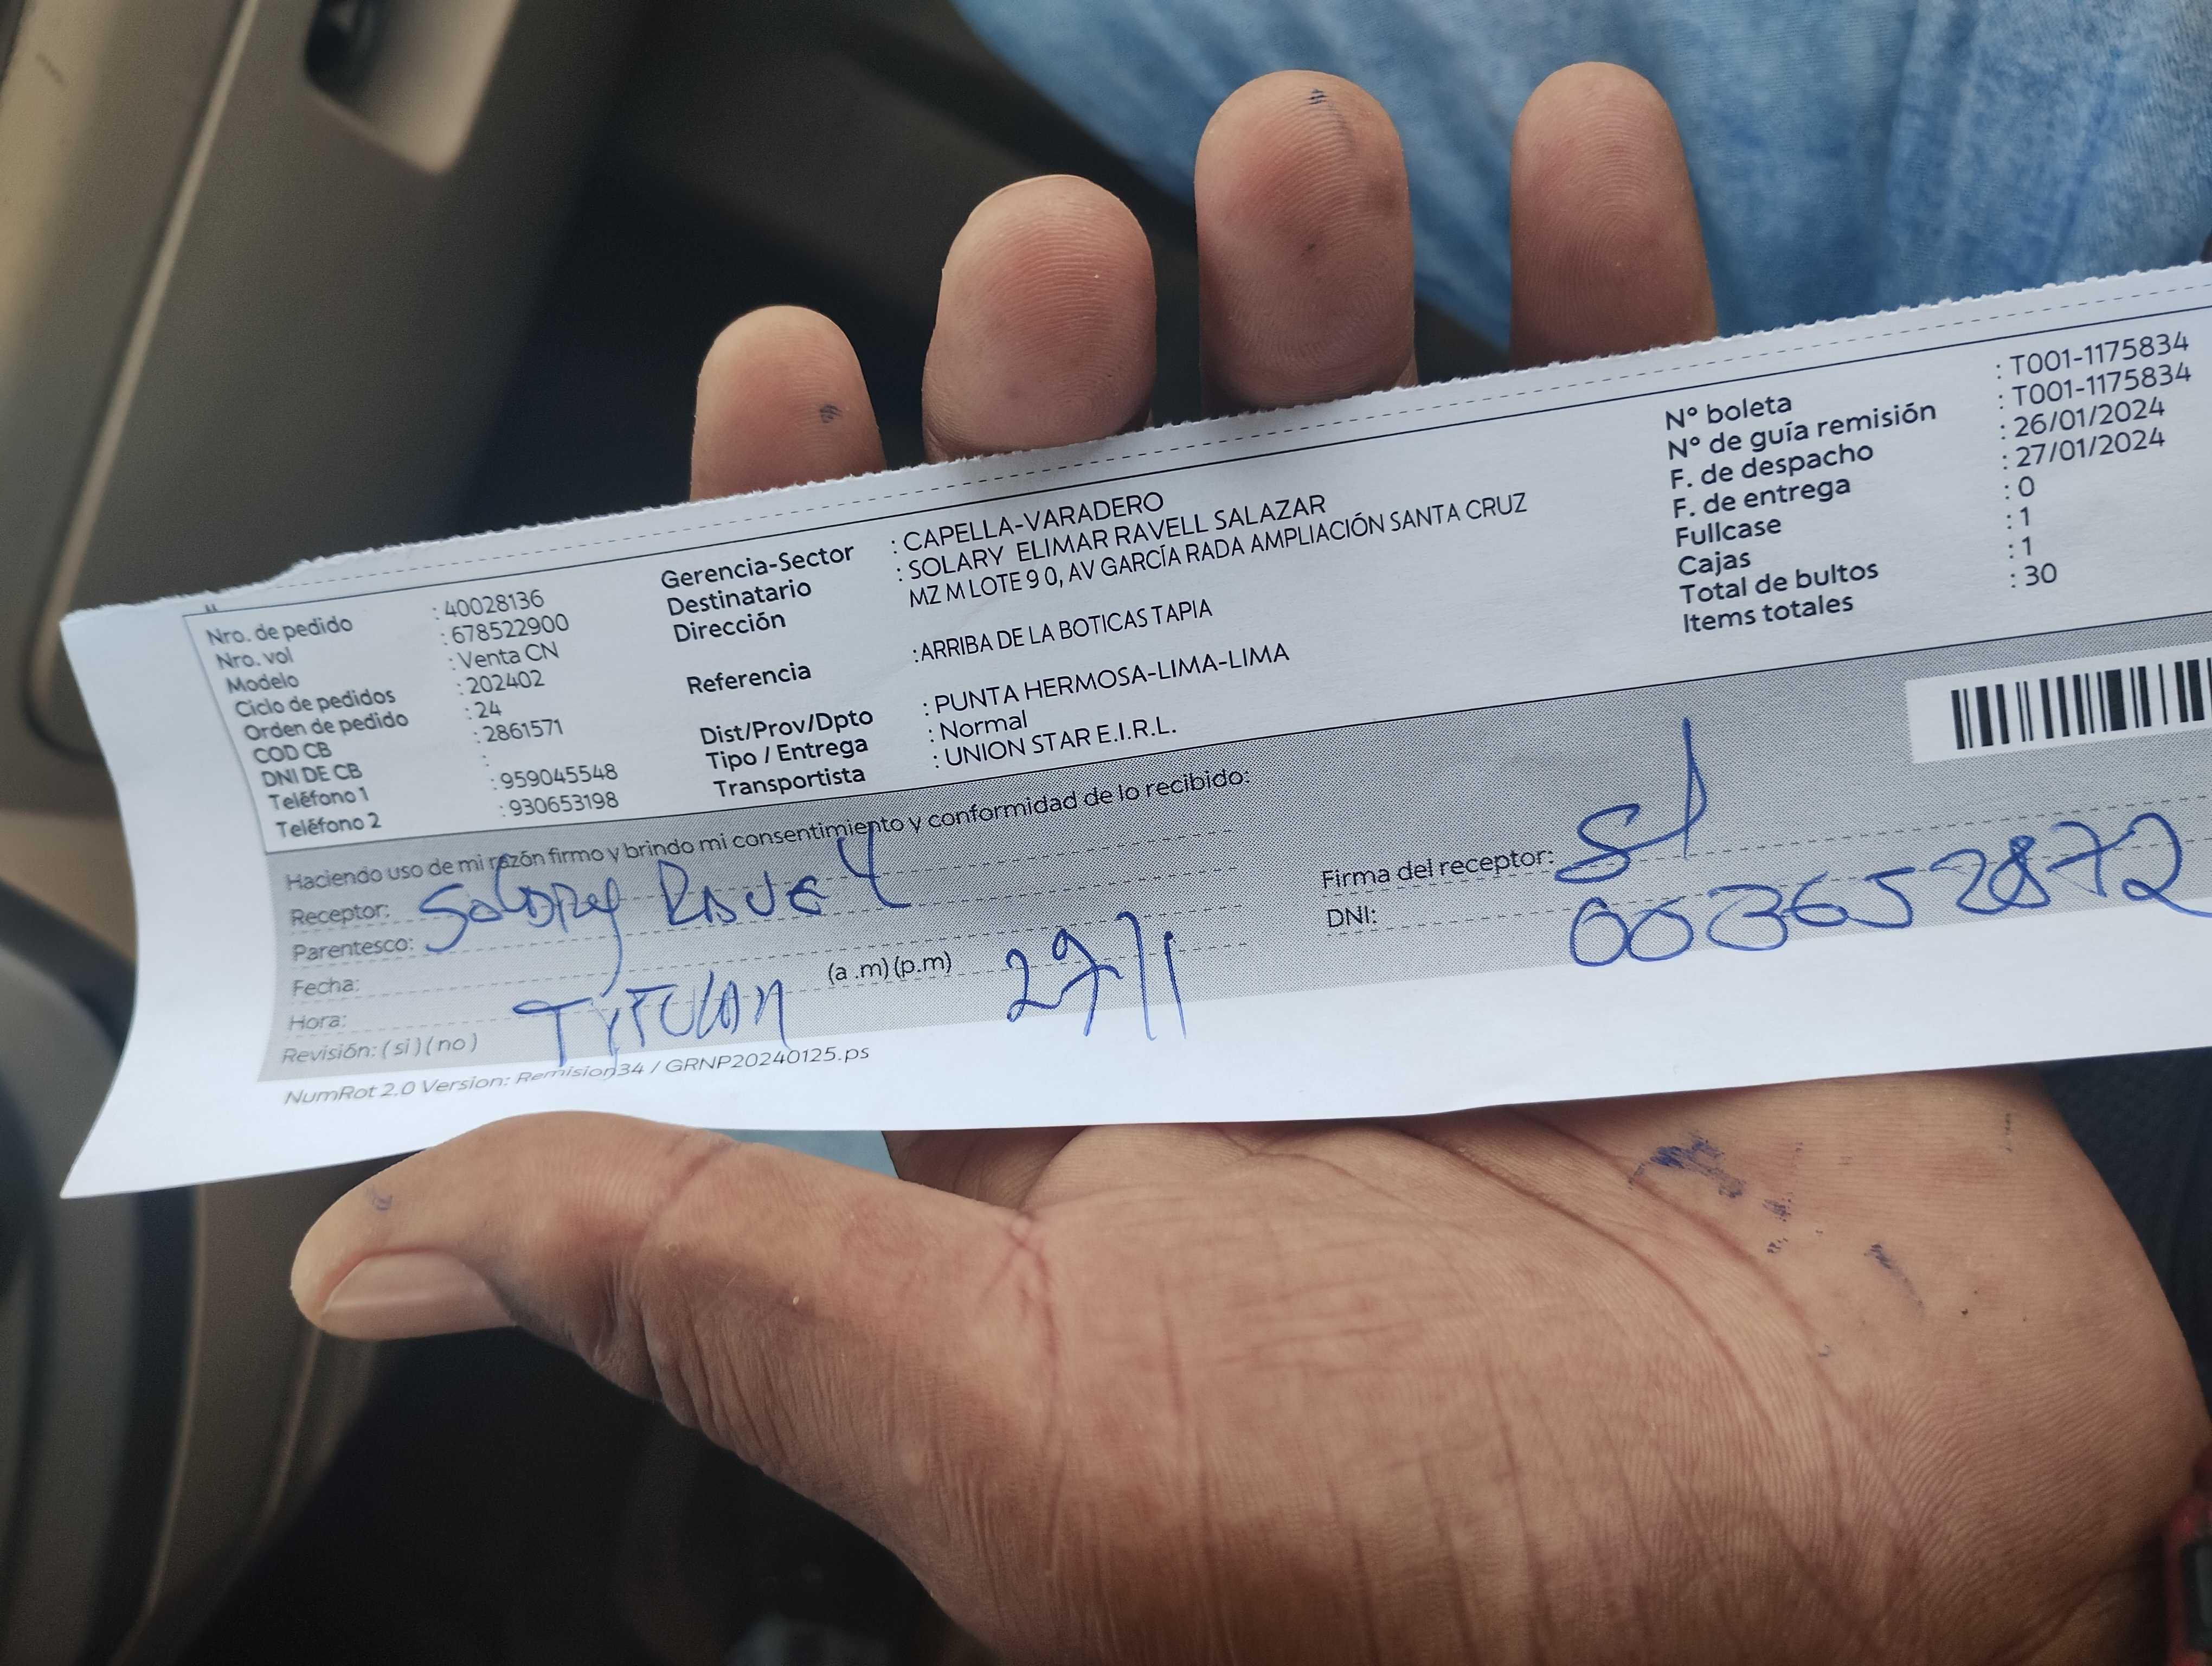 Nro. de pedido : 40028136
Nro. vol : 678522900
Modelo : Venta CN
Ciclo de pedidos : 202402
Orden de pedido : 24
COD CB : 2861571
DNI DE CB :
Teléfono 1 : 959045548
Teléfono 2 : 930653198
Gerencia-Sector : CAPELLA-VARADERO
Destinatario : SOLARY ELIMAR RAVELL SALAZAR
Dirección MZ M LOTE 9 0, AV GARCÍA RADA AMPLIACIÓN SANTA CRUZ
Referencia :ARRIBA DE LA BOTICAS TAPIA
Dist/Prov/Dpto : PUNTA HERMOSA-LIMA-LIMA
Tipo / Entrega : Normal
Transportista : UNION STAR E.I.R.L.
N° boleta : T001-1175834
N° de guía remisión : T001-1175834
F. de despacho : 26/01/2024
F. de entrega : 27/01/2024
Fullcase : 0
Cajas : 1
Total de bultos : 1
Items totales : 30
Haciendo uso de mi razón firmo y brindo mi consentimiento y conformidad de lo recibido:
Receptor:
Parentesco:
Fecha:
Hora: (a .m) (p.m)
Revisión: ( si ) ( no )
Firma del receptor:
DNI: 003652872
NumRot 2.0 Version: Remision34 / GRNP20240125.ps